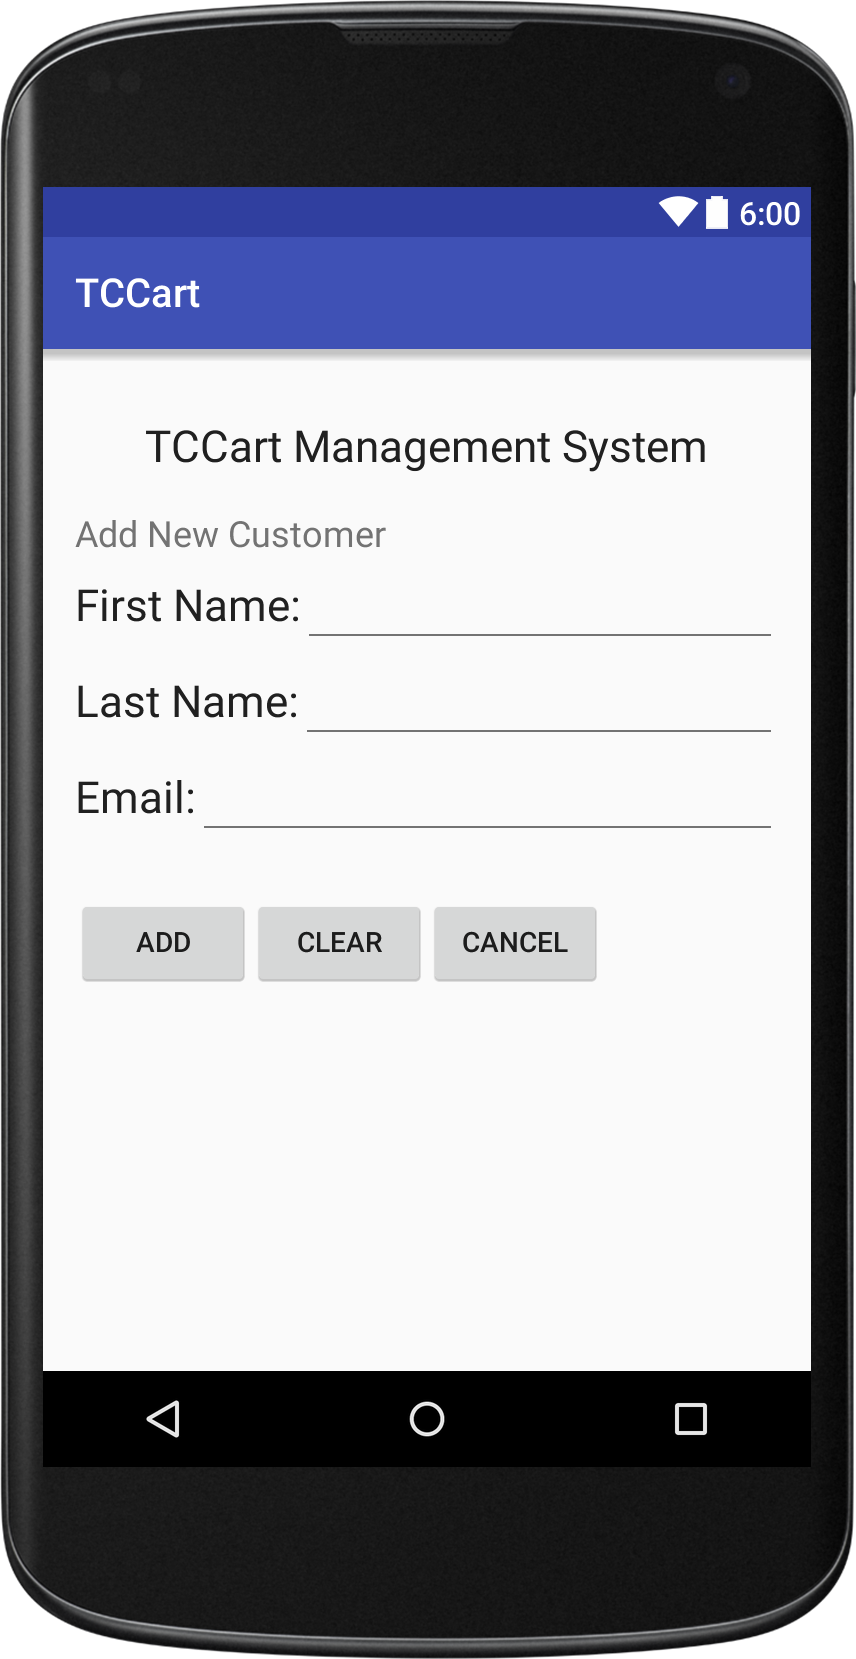 6:00
TCCart
TCCart Management System
Add New Customer
First Name:
Last Name:
Email:
ADD CLEAR CANCEL